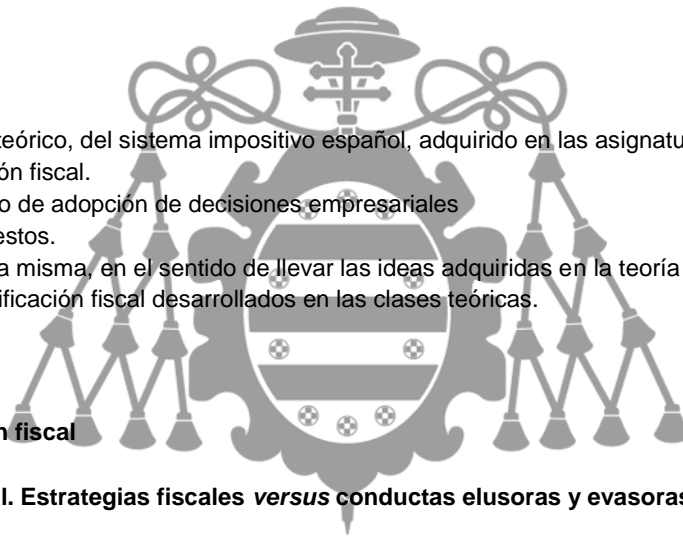 teórico, del sistema impositivo español, adquirido en las asignatu
ón fiscal.
o de adopción de decisiones empresariales
estos.
a misma, en el sentido de llevar las ideas adquiridas en la teoría
ificación fiscal desarrollados en las clases teóricas.
n fiscal
I. Estrategias fiscales versus conductas elusoras y evasoras